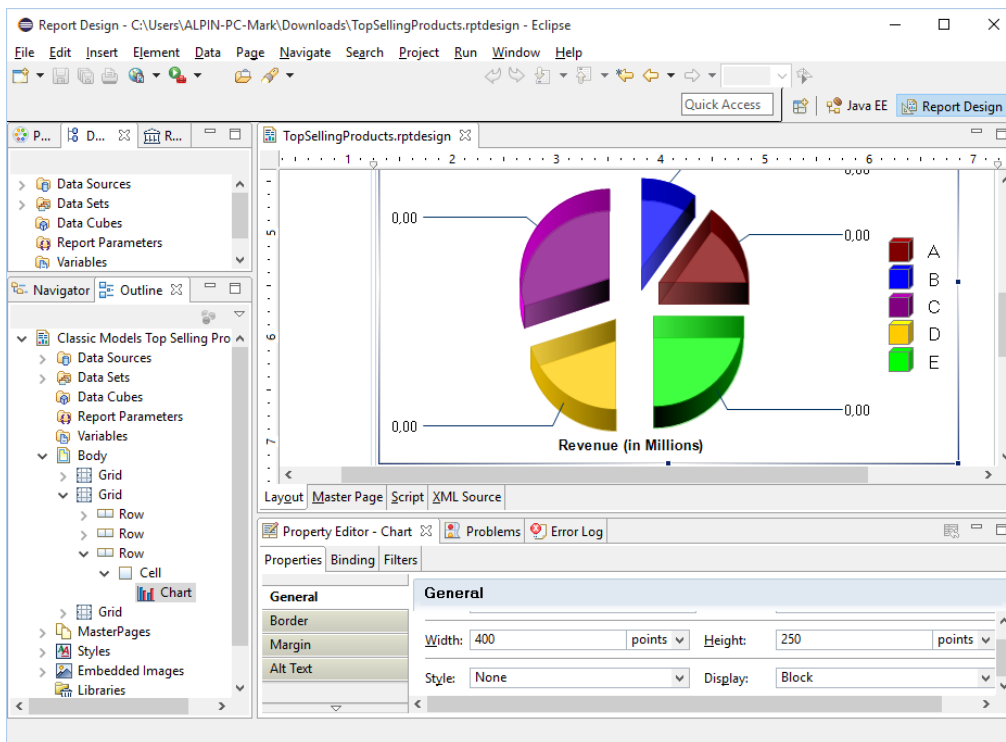 Report Design - C:\Users\ALPIN-PC-Mark\Downloads\TopSellingProducts.rptdesign - Eclipse
File Edit Insert Element Data Page Navigate Search Project Run Window Help
Quick Access Java EE Report Design
P... D... R...
Data Sources
Data Sets
Data Cubes
Report Parameters
Variables
Navigator Outline
Classic Models Top Selling Pro
Data Sources
Data Sets
Data Cubes
Report Parameters
Variables
Body
Grid
Grid
Row
Row
Row
Cell
Chart
Grid
MasterPages
Styles
Embedded Images
Libraries
TopSellingProducts.rptdesign
1 2 3 4 5 6 7
5
6
7
0,00
0,00
0,00
0,00
0,00
A
B
C
D
E
Revenue (in Millions)
Layout Master Page Script XML Source
Property Editor - Chart Problems Error Log
Properties Binding Filters
General
Border
Margin
Alt Text
General
Width: 400 points Height: 250 points
Style: None Display: Block